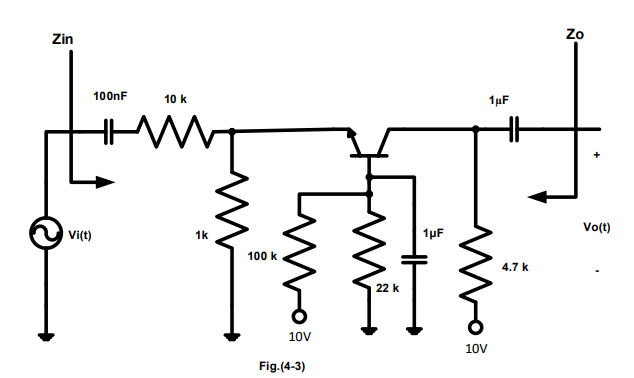 Zin
Zo
100nF
10 k
1µF
+
Vi(t)
1k
100 k
1µF
22 k
4.7 k
Vo(t)
-
10V
10V
Fig.(4-3)